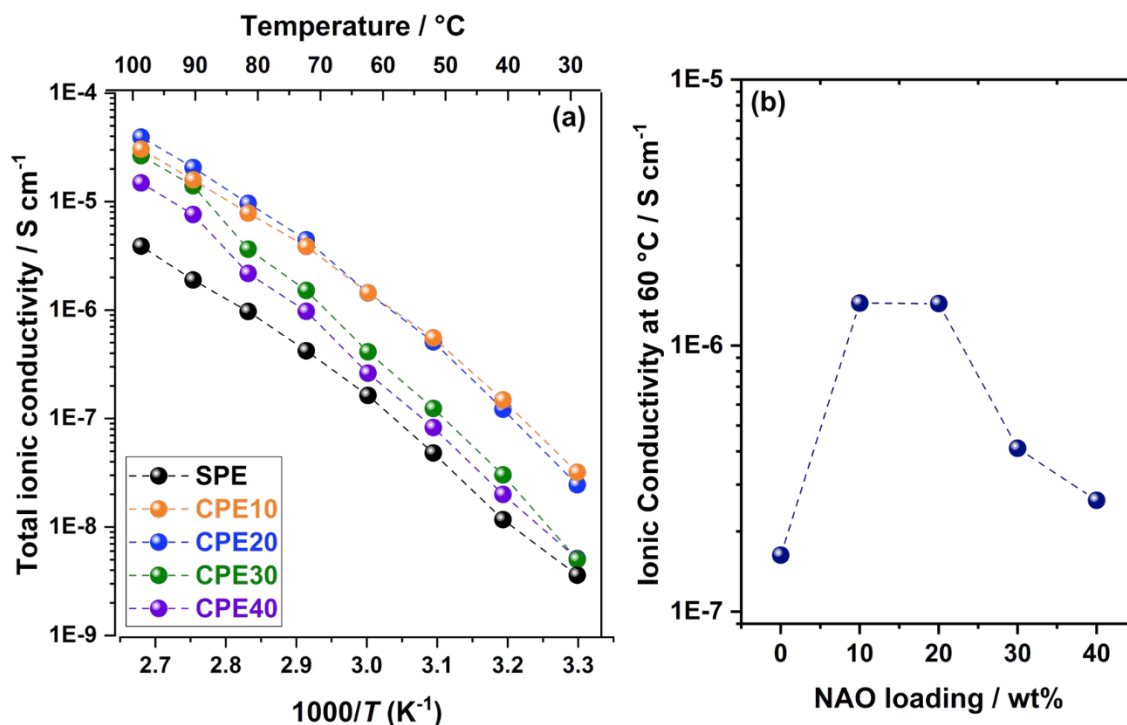 Temperature / °C
100 90 80 70 60 50 40 30
(a)
Total ionic conductivity / S cm⁻¹
1E-4
1E-5
1E-6
1E-7
1E-8
1E-9
SPE
CPE10
CPE20
CPE30
CPE40
2.7 2.8 2.9 3.0 3.1 3.2 3.3
1000/T (K⁻¹)
(b)
Ionic Conductivity at 60 °C / S cm⁻¹
1E-5
1E-6
1E-7
0 10 20 30 40
NAO loading / wt%